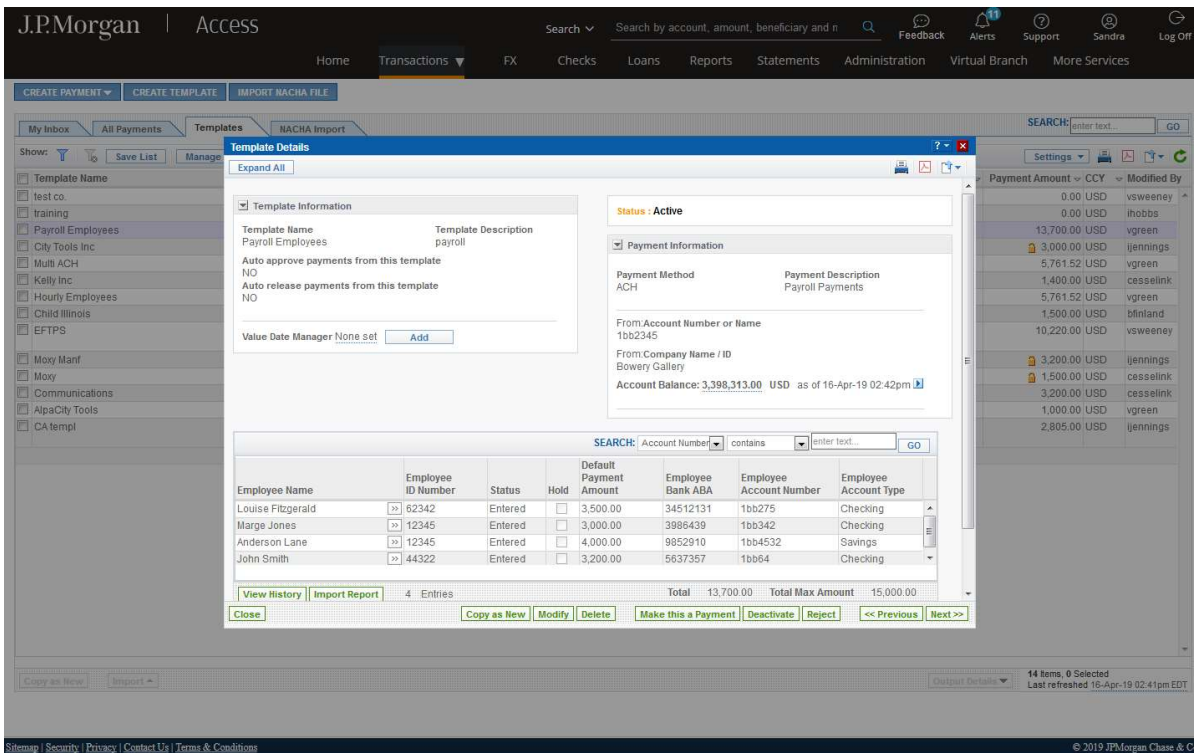 J.P.Morgan | Access
Search Search by account, amount, beneficiary and n Feedback 11 Alerts Support Sandra Log Off
Home Transactions FX Checks Loans Reports Statements Administration Virtual Branch More Services
CREATE PAYMENT CREATE TEMPLATE IMPORT NACHA FILE
My Inbox All Payments Templates NACHA Import SEARCH: enter text... GO
Show: Save List Manage Settings
Template Name Payment Amount CCY Modified By
test co. 0.00 USD vsweeney
training 0.00 USD ihobbs
Payroll Employees 13,700.00 USD vgreen
City Tools Inc 3,000.00 USD ijennings
Multi ACH 5,761.52 USD vgreen
Kelly Inc 1,400.00 USD cesselink
Hourly Employees 5,761.52 USD vgreen
Child Illinois 1,500.00 USD bfinland
EFTPS 10,220.00 USD vsweeney
Moxy Manf 3,200.00 USD ijennings
Moxy 1,500.00 USD cesselink
Communications 3,200.00 USD cesselink
AlpaCity Tools 1,000.00 USD vgreen
CA templ 2,805.00 USD ijennings
Template Details ?
Expand All
Template Information
Template Name Template Description
Payroll Employees payroll
Auto approve payments from this template
NO
Auto release payments from this template
NO
Value Date Manager None set Add
Status : Active
Payment Information
Payment Method Payment Description
ACH Payroll Payments
From:Account Number or Name
1bb2345
From:Company Name / ID
Bowery Gallery
Account Balance: 3,398,313.00 USD as of 16-Apr-19 02:42pm
SEARCH: Account Number contains enter text... GO
Employee Name Employee ID Number Status Hold Default Payment Amount Employee Bank ABA Employee Account Number Employee Account Type
Louise Fitzgerald >> 62342 Entered 3,500.00 34512131 1bb275 Checking
Marge Jones >> 12345 Entered 3,000.00 3986439 1bb342 Checking
Anderson Lane >> 12345 Entered 4,000.00 9852910 1bb4532 Savings
John Smith >> 44322 Entered 3,200.00 5637357 1bb64 Checking
View History Import Report 4 Entries Total 13,700.00 Total Max Amount 15,000.00
Close Copy as New Modify Delete Make this a Payment Deactivate Reject << Previous Next >>
Copy as New Import Output Details 14 Items, 0 Selected
Last refreshed 16-Apr-19 02:41pm EDT
Sitemap | Security | Privacy | Contact Us | Terms & Conditions © 2019 JPMorgan Chase & C